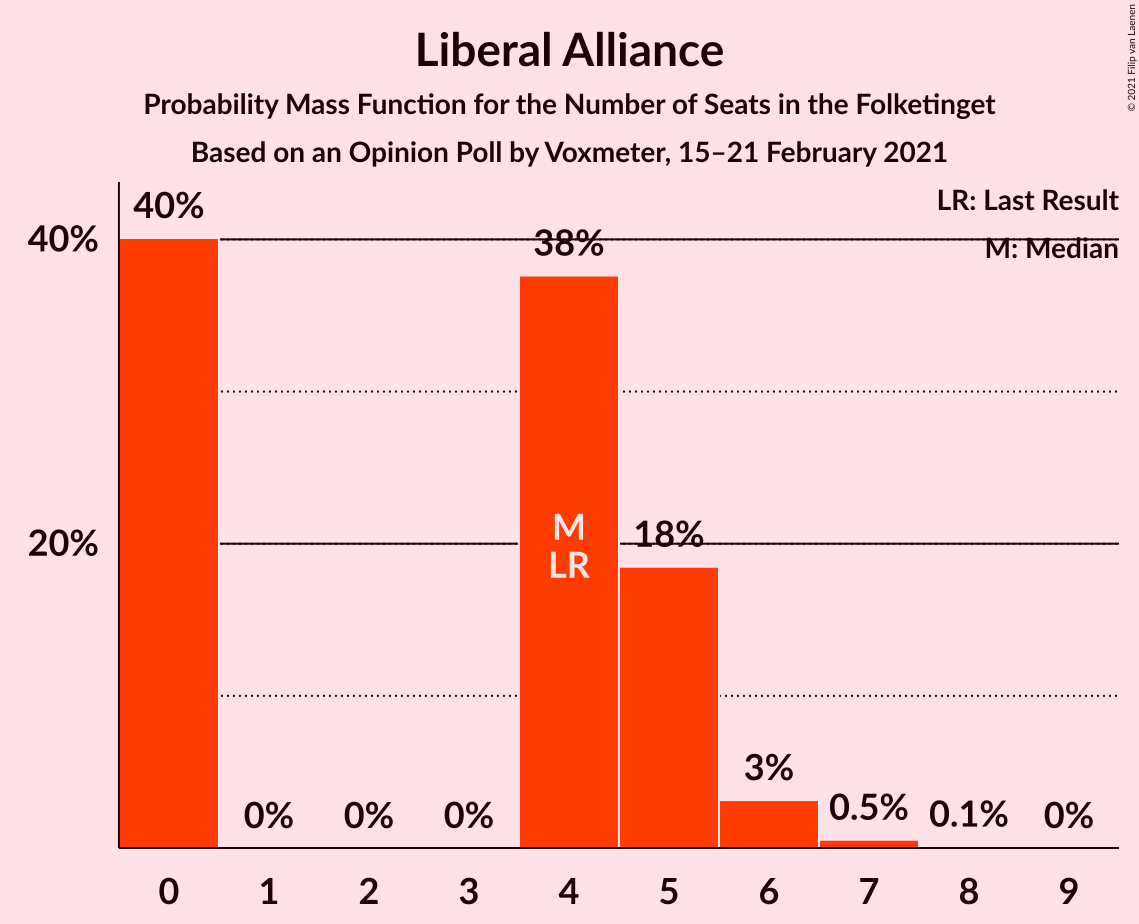 Liberal Alliance
Probability Mass Function for the Number of Seats in the Folketinget
Based on an Opinion Poll by Voxmeter, 15–21 February 2021
© 2021 Filip van Laenen
LR: Last Result
M: Median
40%
20%
40%
0%
0%
0%
38%
18%
3%
0.5%
0.1%
0%
M
LR
0 1 2 3 4 5 6 7 8 9